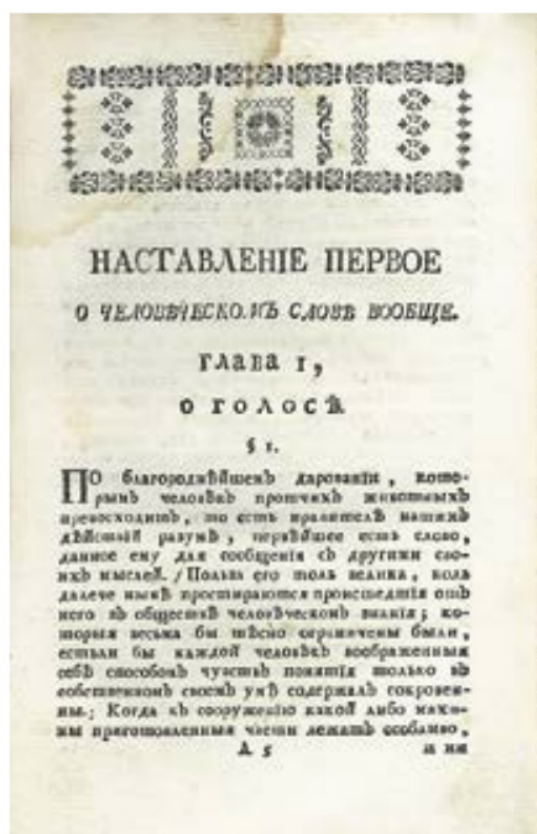 НАСТАВЛЕНІЕ ПЕРВОЕ
О ЧЕЛОВѢЧЕСКОМЪ СЛОВѢ ВООБЩЕ.
ГЛАВА I,
О ГОЛОСѢ
§ 1.
ПО благороднѣйшемъ дарованіи, кото-
рымъ человѣкъ протчихъ животныхъ
превосходитъ, то есть правителѣ нашихъ
дѣйствій разумѣ, первѣйшее есть слово,
данное ему для сообщенія съ другими сво-
ихъ мыслей. / Польза его толь велика, коль
далече нынѣ простираются происшедшія отъ
него въ обществѣ человѣческомъ знанія; ко-
торыя весьма бы тѣсно ограничены были,
естьли бы каждой человѣкъ воображенныя
себѣ способомъ чувствъ понятія только въ
собственномъ своемъ умѣ содержалъ сокровен-
ны.; Когда къ сооруженію какой либо махи-
ны приготовленныя части лежатъ особливо,
А 5 и ни